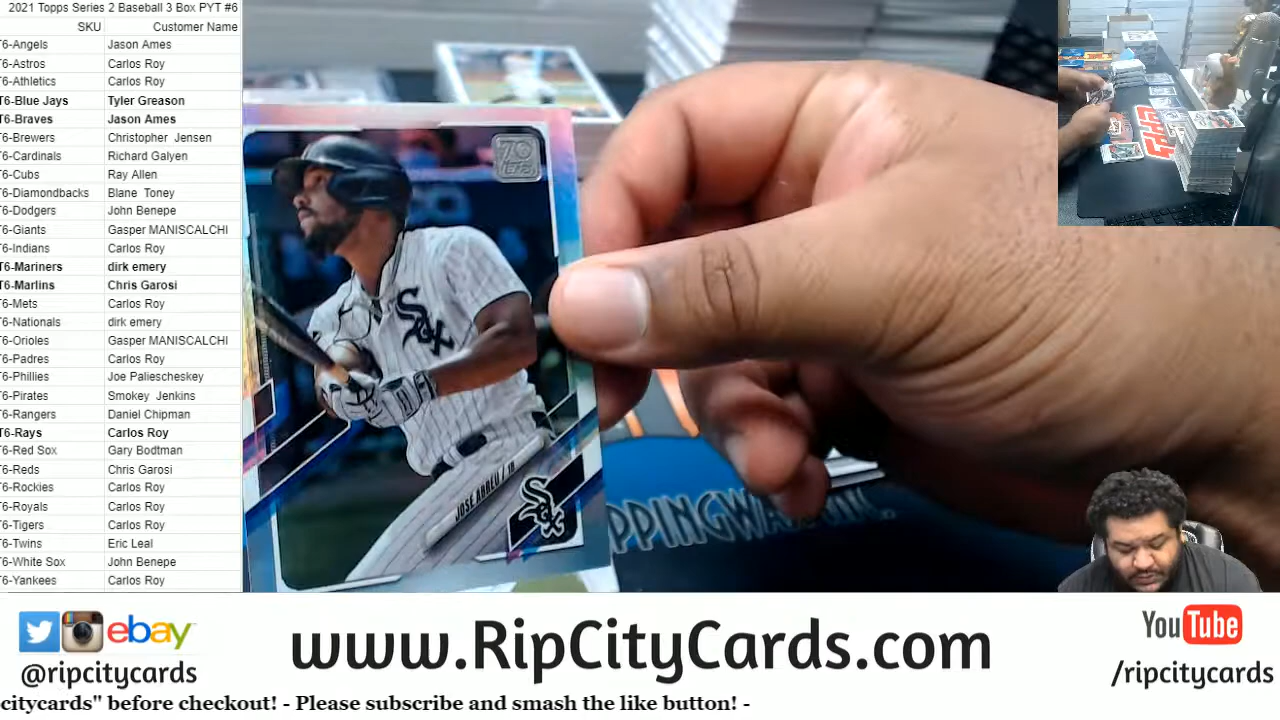 2021 Topps Series 2 Baseball 3 Box PYT #6
SKU Customer Name
T6-Angels Jason Ames
T6-Astros Carlos Roy
T6-Athletics Carlos Roy
T6-Blue Jays Tyler Greason
T6-Braves Jason Ames
T6-Brewers Christopher Jensen
T6-Cardinals Richard Galyen
T6-Cubs Ray Allen
T6-Diamondbacks Blane Toney
T6-Dodgers John Benepe
T6-Giants Gasper MANISCALCHI
T6-Indians Carlos Roy
T6-Mariners dirk emery
T6-Marlins Chris Garosi
T6-Mets Carlos Roy
T6-Nationals dirk emery
T6-Orioles Gasper MANISCALCHI
T6-Padres Carlos Roy
T6-Phillies Joe Paliescheskey
T6-Pirates Smokey Jenkins
T6-Rangers Daniel Chipman
T6-Rays Carlos Roy
T6-Red Sox Gary Bodtman
T6-Reds Chris Garosi
T6-Rockies Carlos Roy
T6-Royals Carlos Roy
T6-Tigers Carlos Roy
T6-Twins Eric Leal
T6-White Sox John Benepe
T6-Yankees Carlos Roy
70
Sox
JOSÉ ABREU / 1B
Sox
ebay
@ripcitycards
www.RipCityCards.com
YouTube
/ripcitycards
citycards" before checkout! - Please subscribe and smash the like button! -